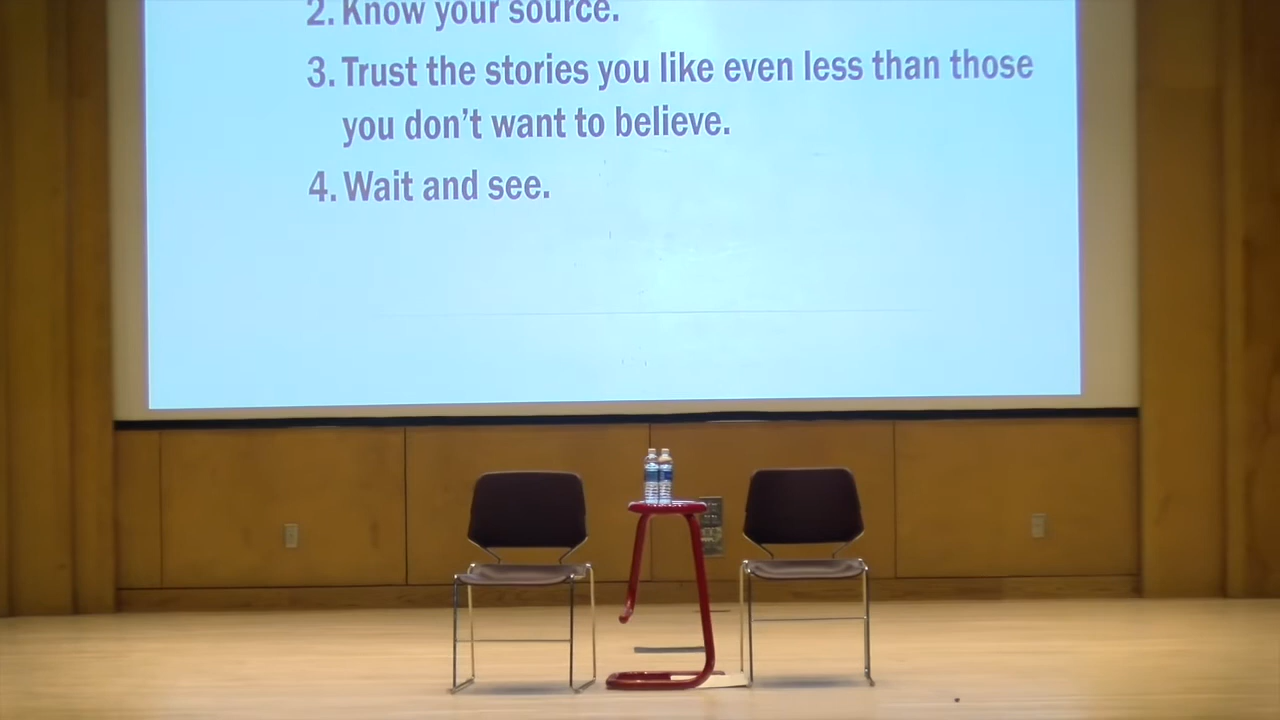 2. Know your source.
3. Trust the stories you like even less than those
you don't want to believe.
4. Wait and see.